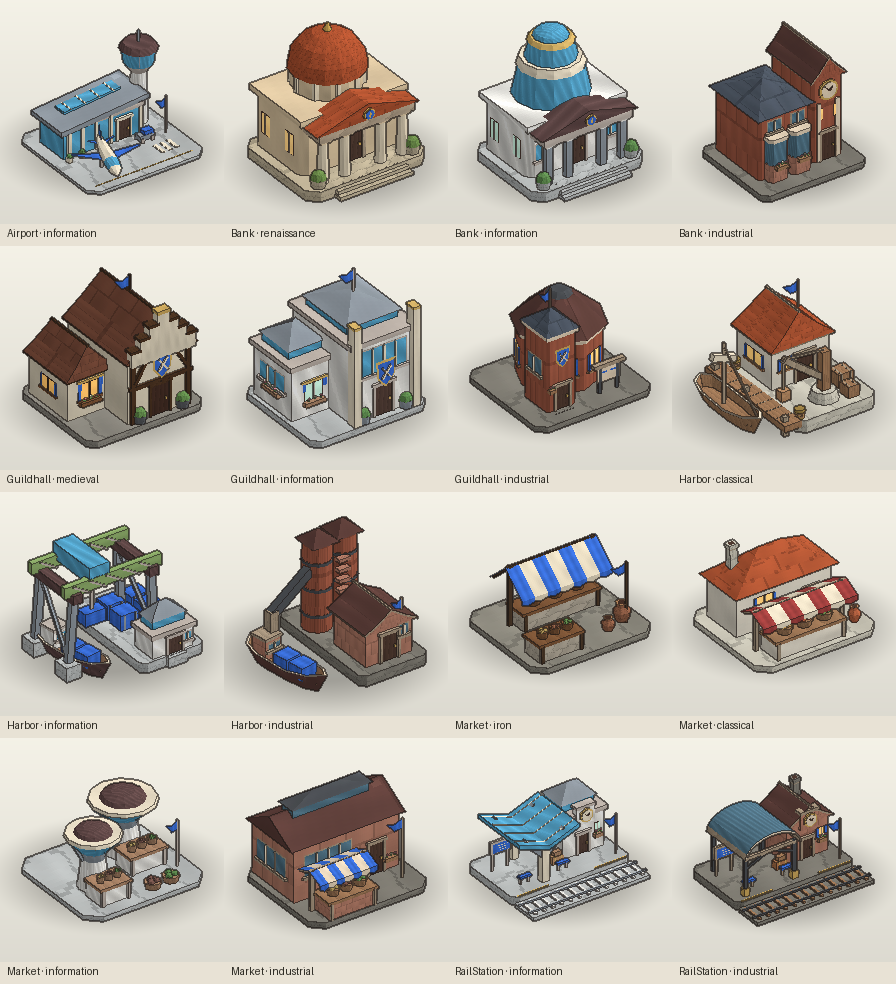 Airport·information
Bank·renaissance
Bank·information
Bank·industrial
Guildhall·medieval
Guildhall·information
Guildhall·industrial
Harbor·classical
Harbor·information
Harbor·industrial
Market·iron
Market·classical
Market·information
Market·industrial
RailStation·information
RailStation·industrial